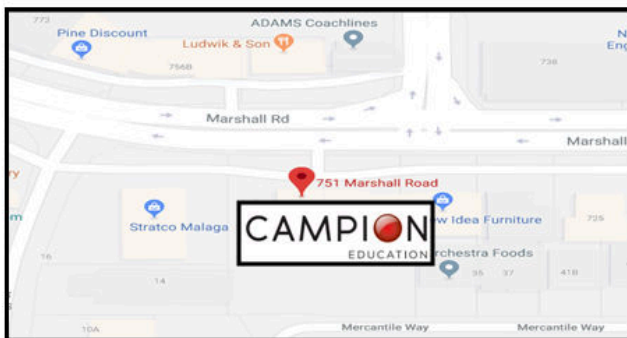 773
ADAMS Coachlines
Pine Discount
Ludwik & Son
756B
738
Marshall Rd
Marshall
751 Marshall Road
Stratco Malaga
CAMPION
EDUCATION
ew Idea Furniture
725
rchestra Foods
16
14
35
37
41B
10A
Mercantile Way
Mercantile Way